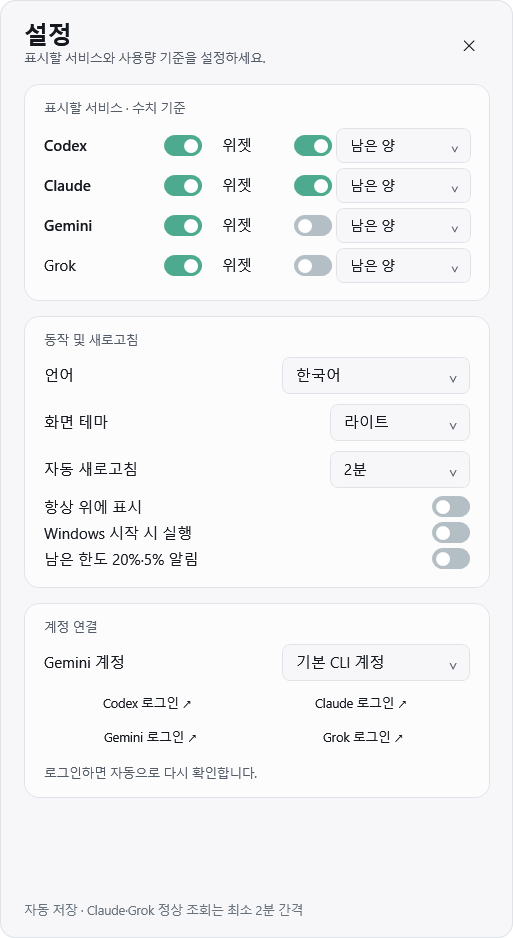 설정
표시할 서비스와 사용량 기준을 설정하세요.
표시할 서비스 · 수치 기준
Codex 위젯 남은 양
Claude 위젯 남은 양
Gemini 위젯 남은 양
Grok 위젯 남은 양
동작 및 새로고침
언어 한국어
화면 테마 라이트
자동 새로고침 2분
항상 위에 표시
Windows 시작 시 실행
남은 한도 20%·5% 알림
계정 연결
Gemini 계정 기본 CLI 계정
Codex 로그인 ↗ Claude 로그인 ↗
Gemini 로그인 ↗ Grok 로그인 ↗
로그인하면 자동으로 다시 확인합니다.
자동 저장 · Claude·Grok 정상 조회는 최소 2분 간격